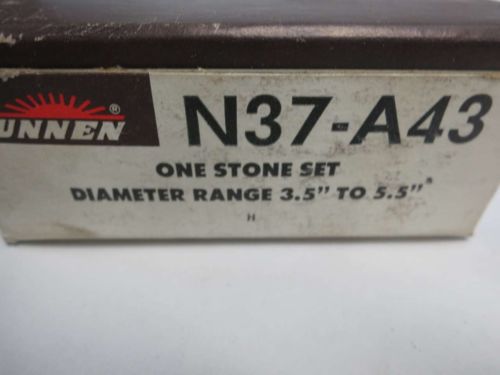 UNNEN®
N37-A43
ONE STONE SET
DIAMETER RANGE 3.5" TO 5.5"*
H